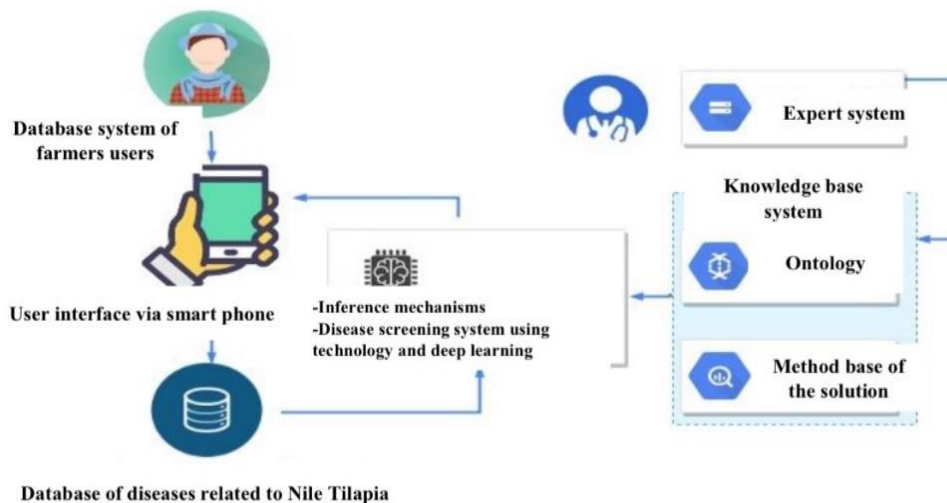 Database system of
farmers users
User interface via smart phone
Database of diseases related to Nile Tilapia
-Inference mechanisms
-Disease screening system using
technology and deep learning
Expert system
Knowledge base
system
Ontology
Method base of
the solution